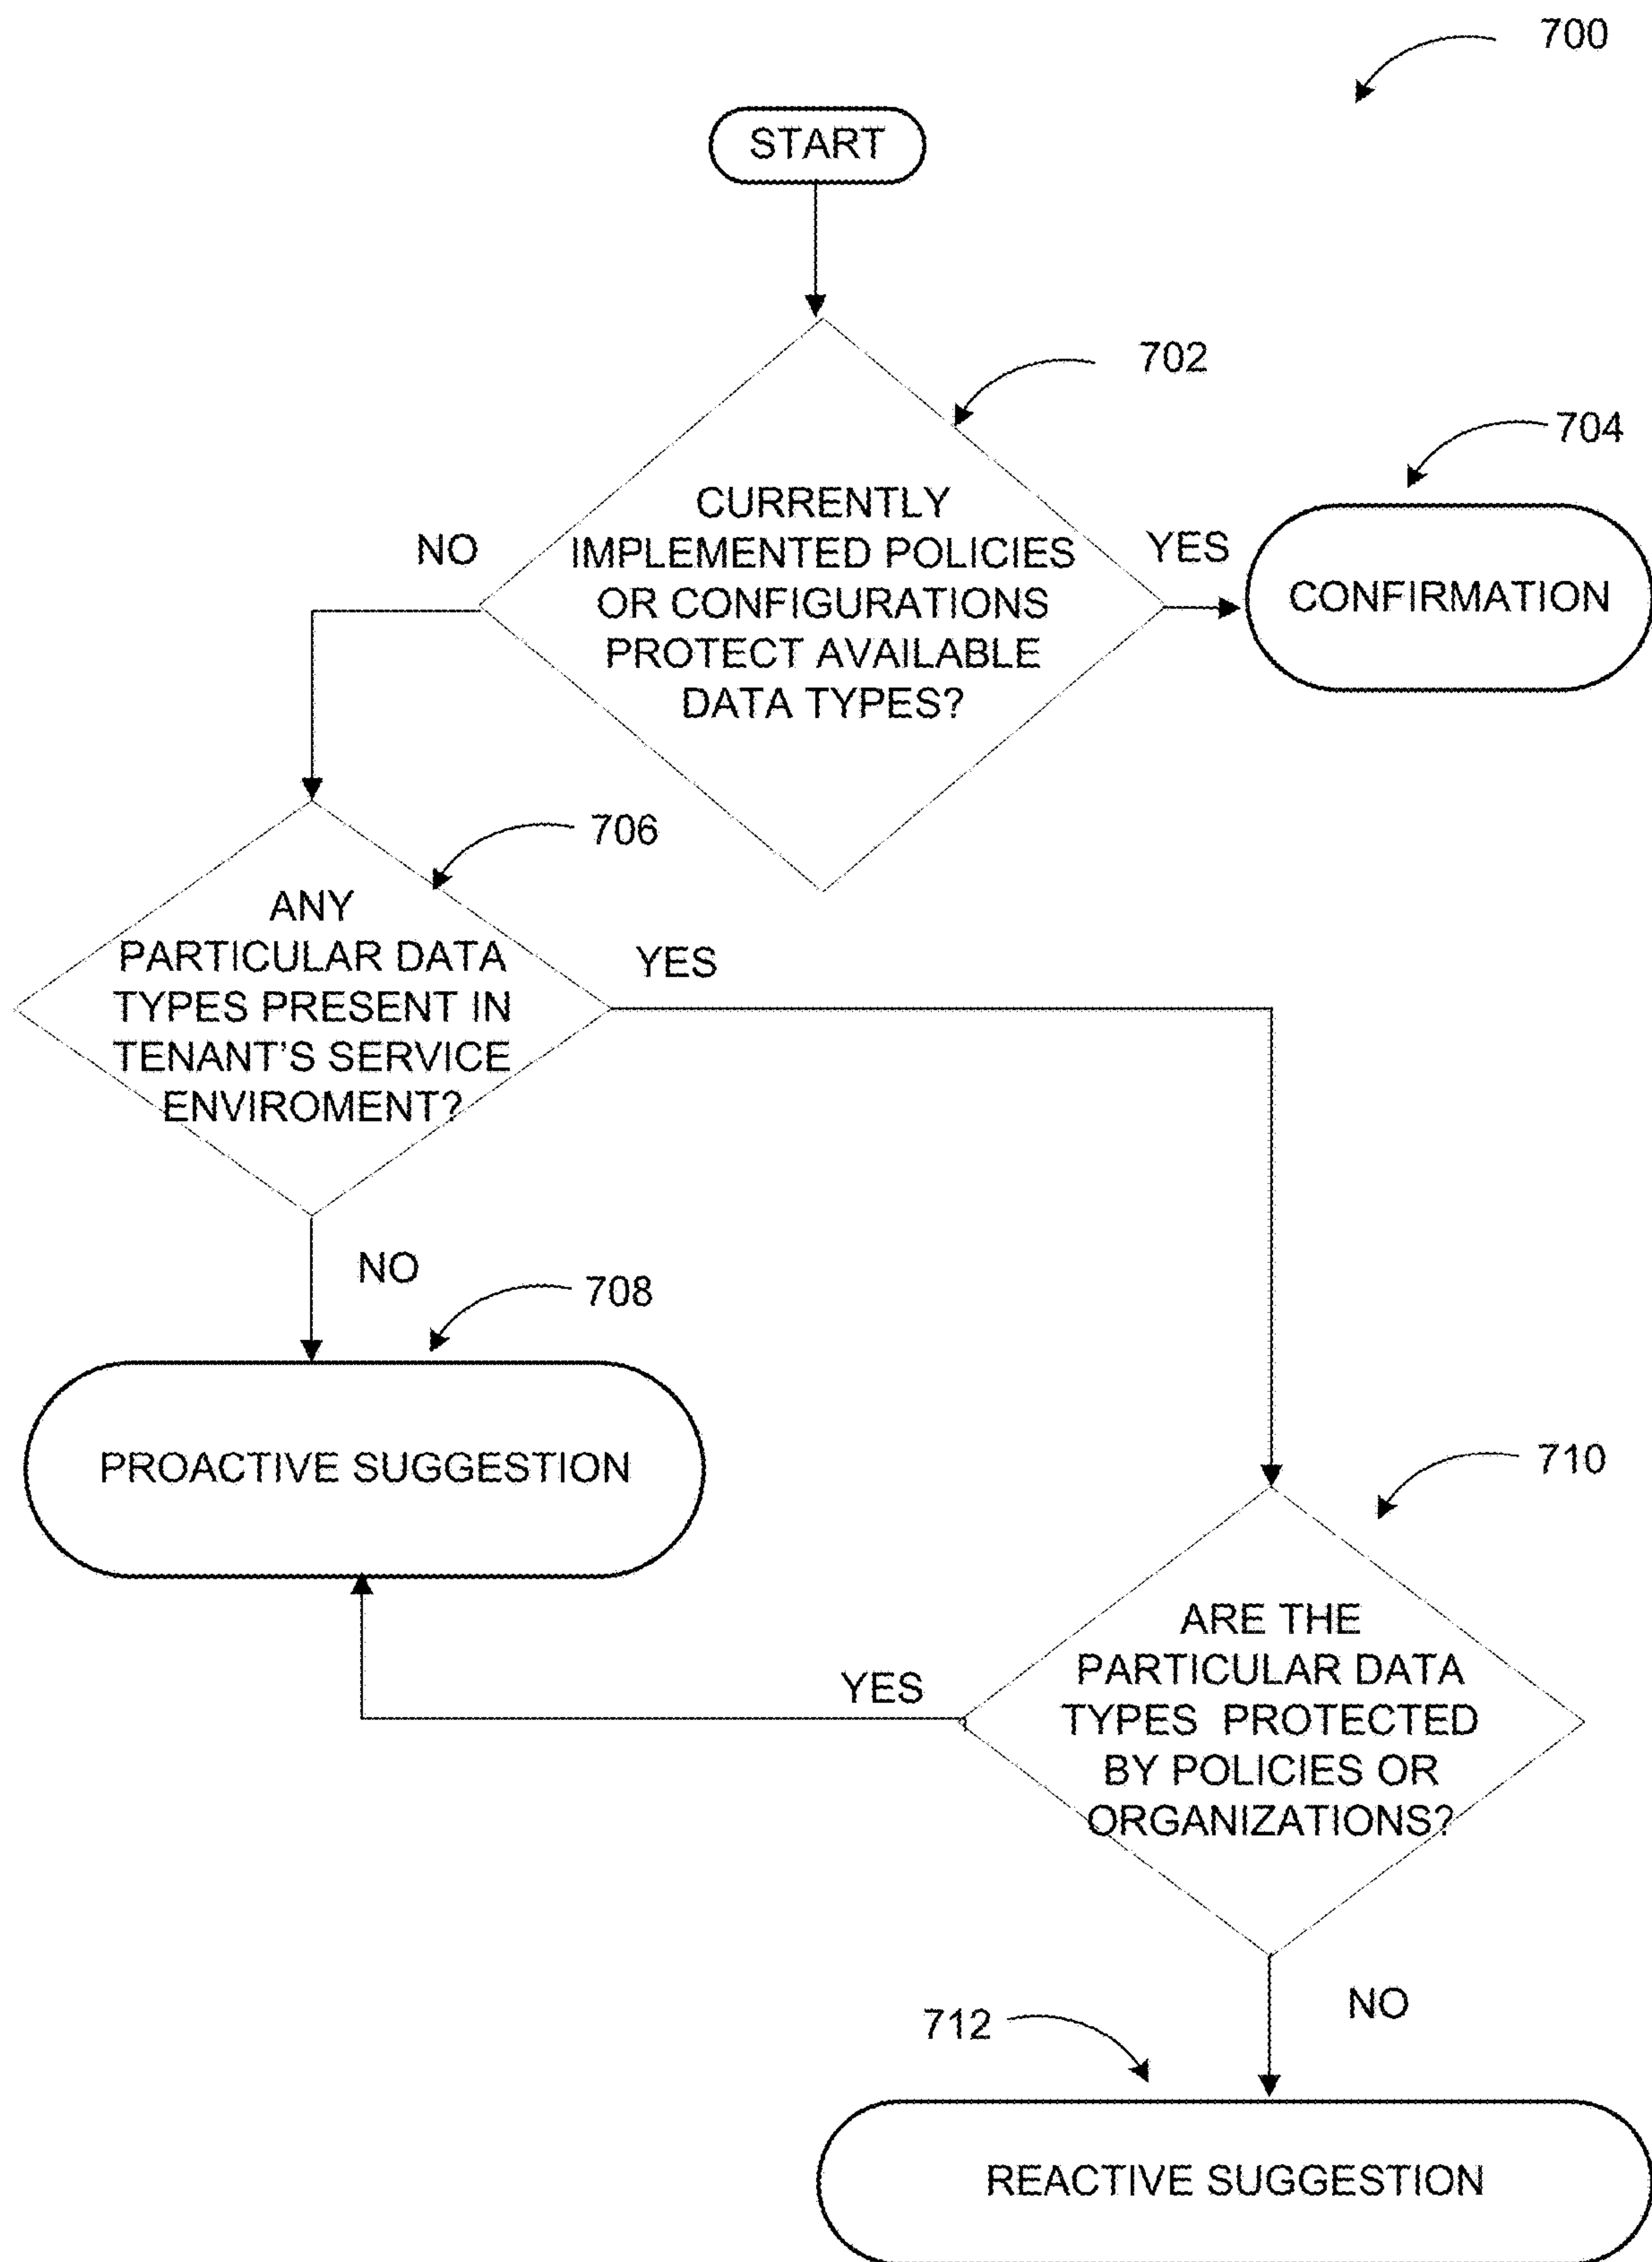 700
START
702
704
CURRENTLY
IMPLEMENTED POLICIES
OR CONFIGURATIONS
PROTECT AVAILABLE
DATA TYPES?
NO
YES
CONFIRMATION
706
ANY
PARTICULAR DATA
TYPES PRESENT IN
TENANT'S SERVICE
ENVIROMENT?
YES
NO
708
PROACTIVE SUGGESTION
710
ARE THE
PARTICULAR DATA
TYPES PROTECTED
BY POLICIES OR
ORGANIZATIONS?
YES
NO
712
REACTIVE SUGGESTION